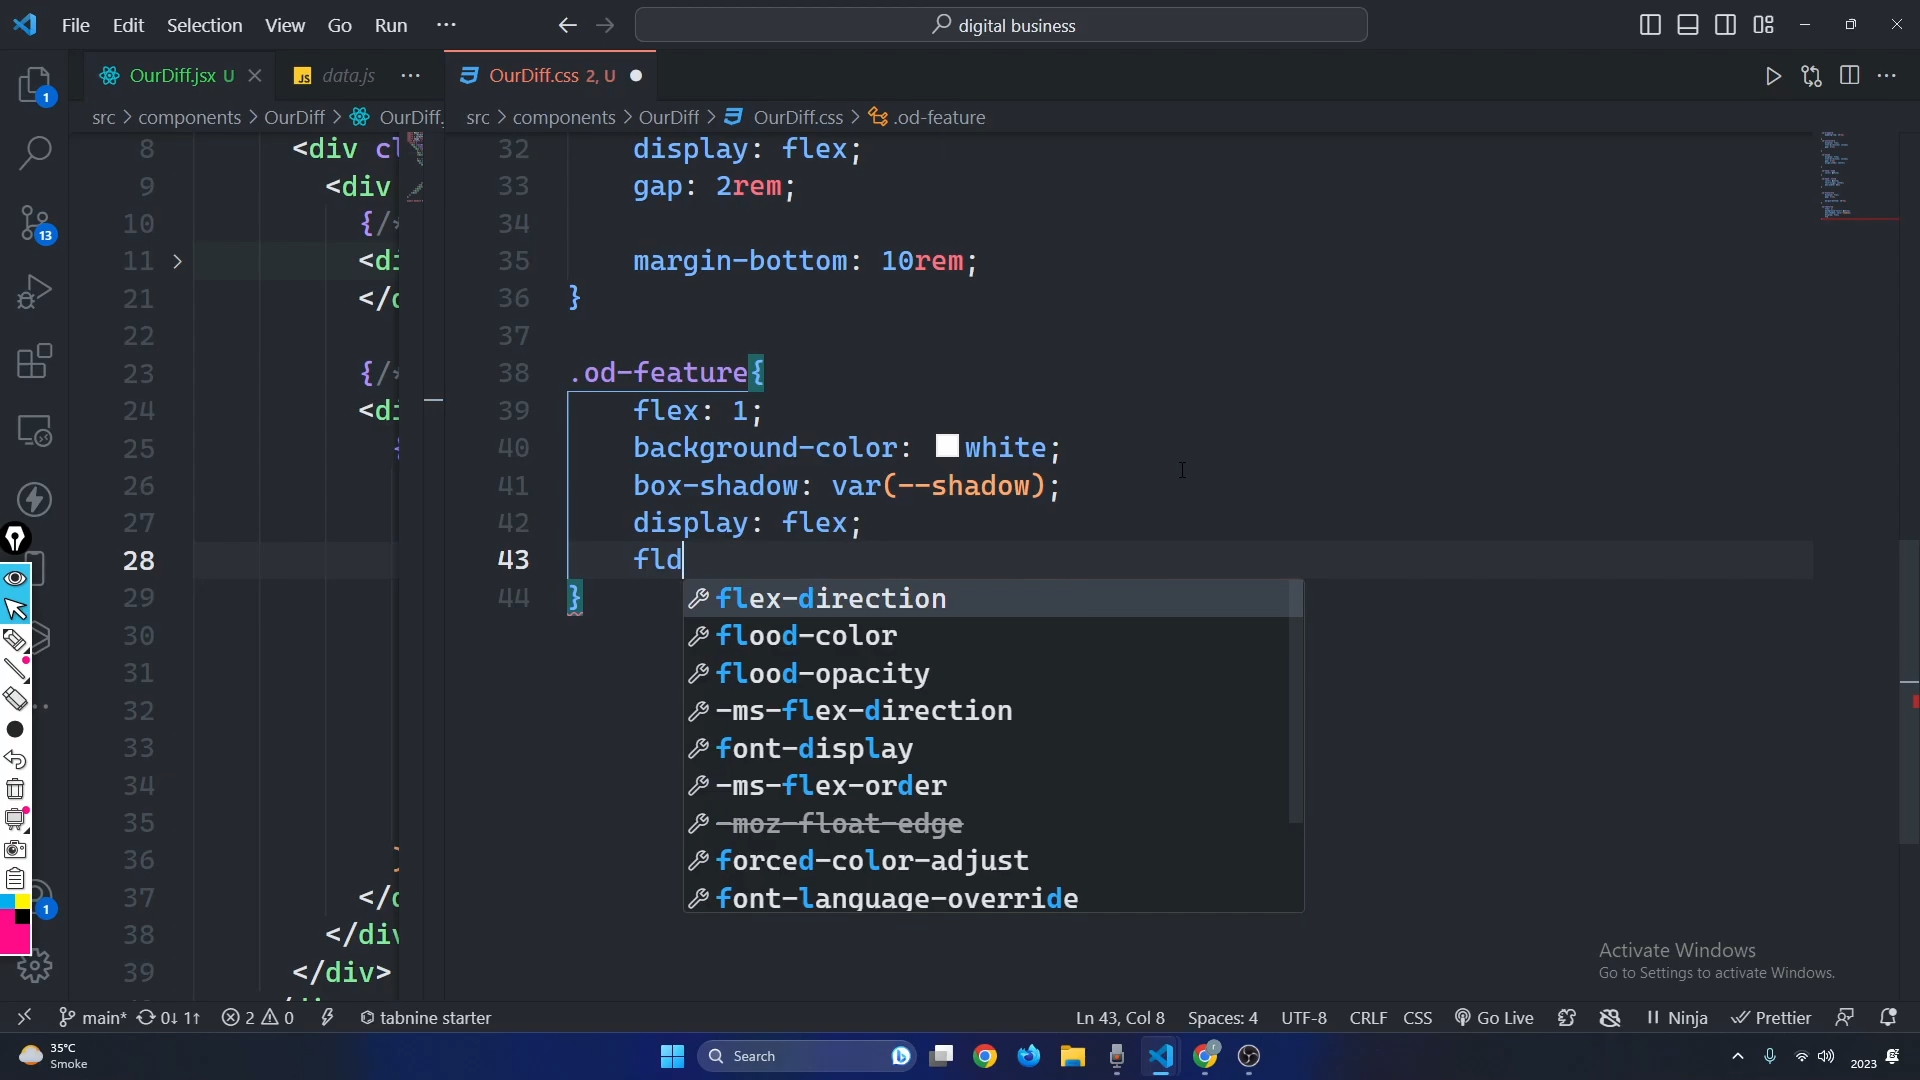 File Edit Selection View Go Run ···
digital business
OurDiff.jsx U
data.js ···
OurDiff.css 2, U
src > components > OurDiff > OurDiff.
src > components > OurDiff > OurDiff.css > .od-feature
8 <div cl
9 <div
10 {/*
11 <di
21 </d
22
23 {/*
24 <di
25 {
26
27
28
29
30
31
32
33
34
35
36
37 </d
38 </div
39 </div>
32 display: flex;
33 gap: 2rem;
34
35 margin-bottom: 10rem;
36 }
37
38 .od-feature{
39 flex: 1;
40 background-color: white;
41 box-shadow: var(--shadow);
42 display: flex;
43 fld
44 }
flex-direction
flood-color
flood-opacity
-ms-flex-direction
font-display
-ms-flex-order
-moz-float-edge
forced-color-adjust
font-language-override
1
13
1
Activate Windows
Go to Settings to activate Windows.
main* 0↓ 1↑ 2 0 tabnine starter
Ln 43, Col 8 Spaces: 4 UTF-8 CRLF CSS Go Live Ninja Prettier
35°C
Smoke
Search
2023